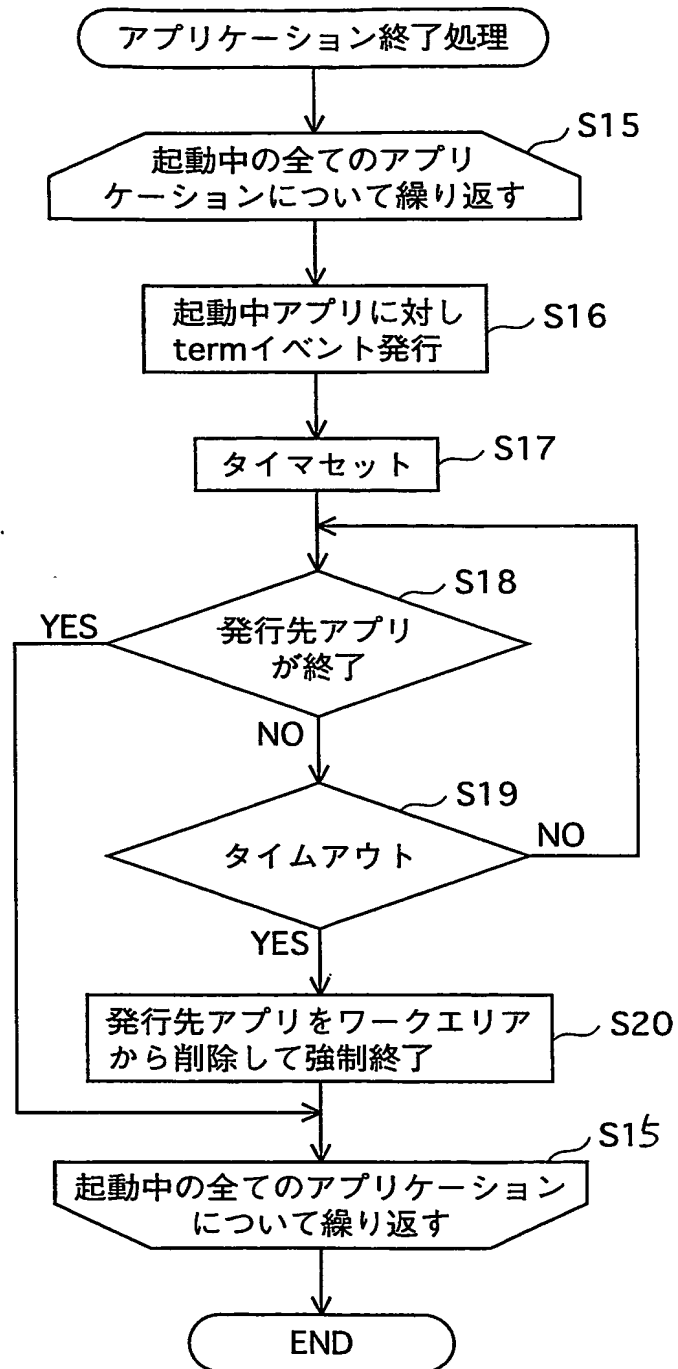 アプリケーション終了処理
S15
起動中の全てのアプリ
ケーションについて繰り返す
起動中アプリに対し
termイベント発行
S16
タイマセット
S17
S18
YES
発行先アプリ
が終了
NO
S19
タイムアウト
NO
YES
発行先アプリをワークエリア
から削除して強制終了
S20
S15
起動中の全てのアプリケーション
について繰り返す
END